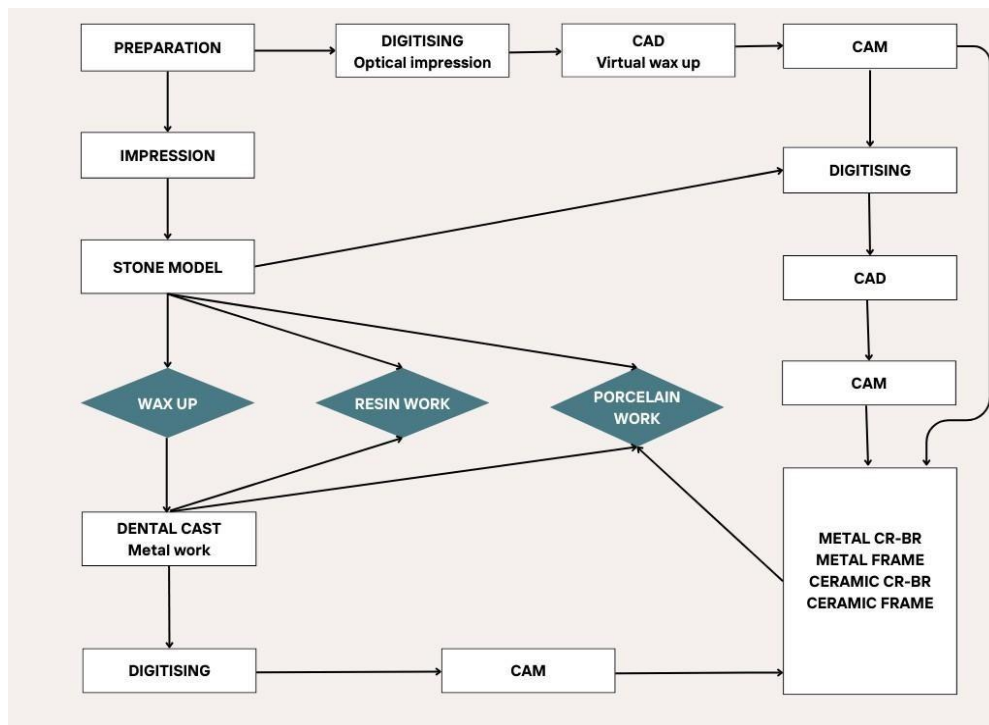 PREPARATION
DIGITISING
Optical impression
CAD
Virtual wax up
CAM
IMPRESSION
DIGITISING
STONE MODEL
CAD
CAM
WAX UP
RESIN WORK
PORCELAIN
WORK
DENTAL CAST
Metal work
METAL CR-BR
METAL FRAME
CERAMIC CR-BR
CERAMIC FRAME
DIGITISING
CAM